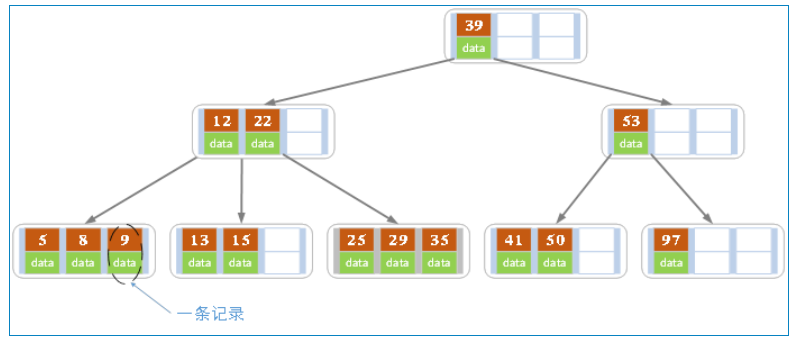 39
data
12 22
data data
53
data
5 8 9
data data data
13 15
data data
25 29 35
data data data
41 50
data data
97
data
一条记录